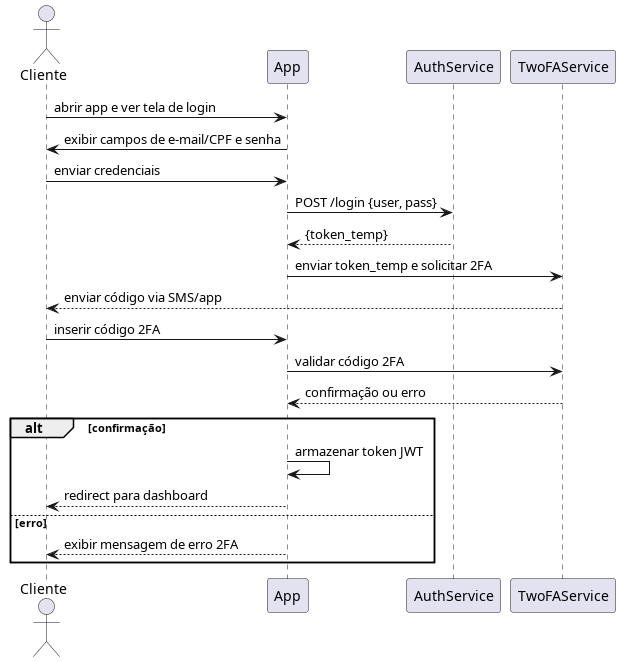 Cliente
App
AuthService
TwoFAService
abrir app e ver tela de login
exibir campos de e-mail/CPF e senha
enviar credenciais
POST /login {user, pass}
{token_temp}
enviar token_temp e solicitar 2FA
enviar código via SMS/app
inserir código 2FA
validar código 2FA
confirmação ou erro
alt [confirmação]
armazenar token JWT
redirect para dashboard
[erro]
exibir mensagem de erro 2FA
Cliente
App
AuthService
TwoFAService